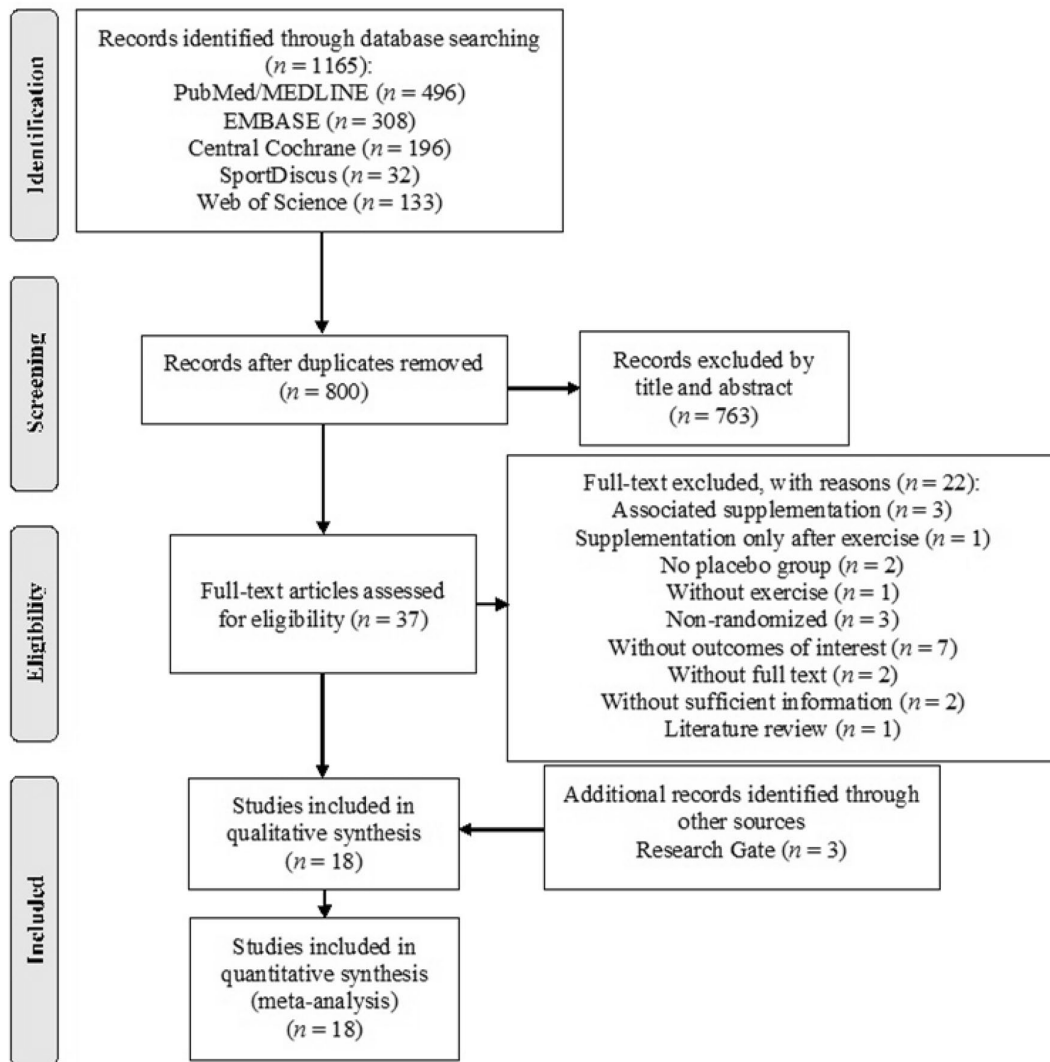 Identification
Records identified through database searching
(n = 1165):
PubMed/MEDLINE (n = 496)
EMBASE (n = 308)
Central Cochrane (n = 196)
SportDiscus (n = 32)
Web of Science (n = 133)
Screening
Records after duplicates removed
(n = 800)
Records excluded by
title and abstract
(n = 763)
Eligibility
Full-text articles assessed
for eligibility (n = 37)
Full-text excluded, with reasons (n = 22):
Associated supplementation (n = 3)
Supplementation only after exercise (n = 1)
No placebo group (n = 2)
Without exercise (n = 1)
Non-randomized (n = 3)
Without outcomes of interest (n = 7)
Without full text (n = 2)
Without sufficient information (n = 2)
Literature review (n = 1)
Included
Studies included in
qualitative synthesis
(n = 18)
Additional records identified through
other sources
Research Gate (n = 3)
Studies included in
quantitative synthesis
(meta-analysis)
(n = 18)